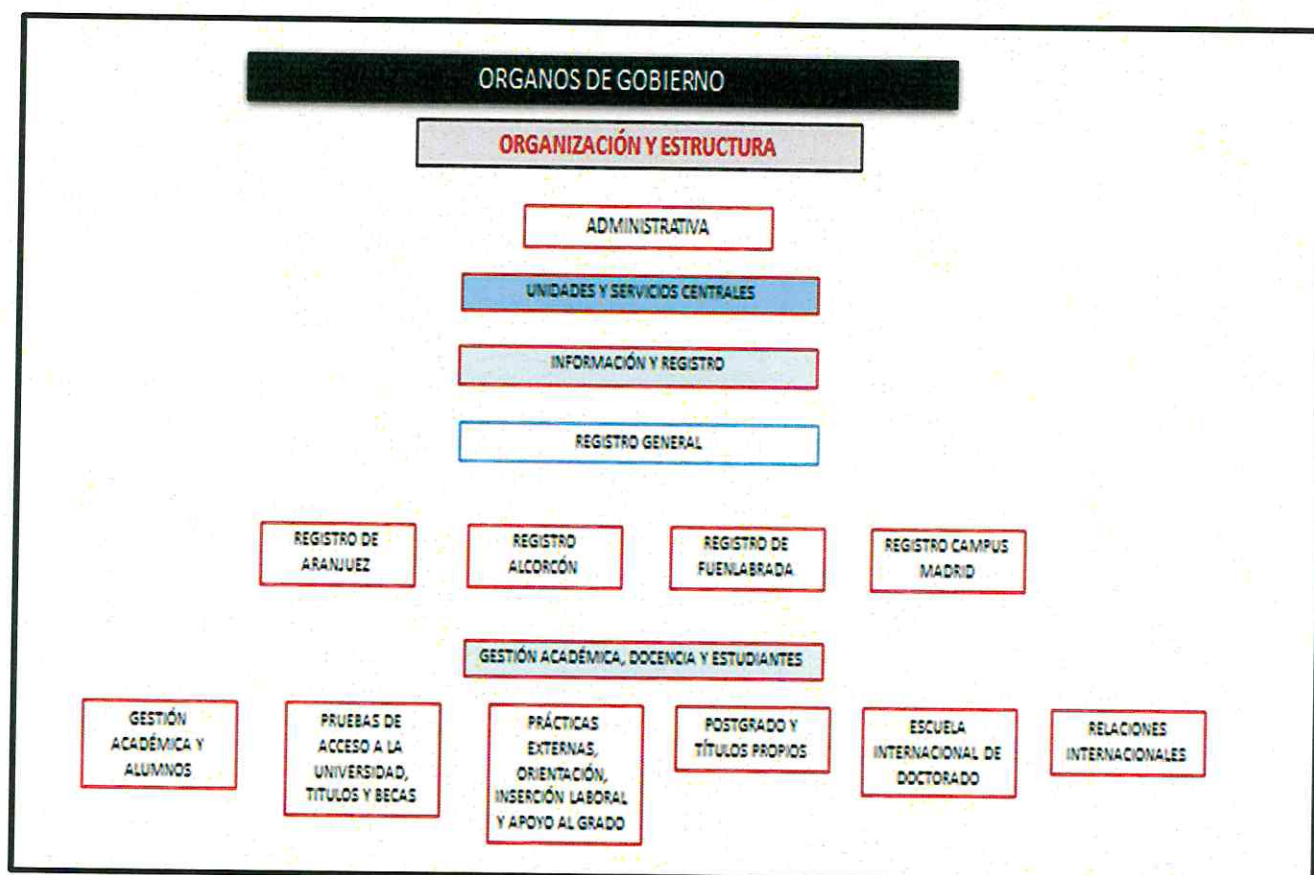 ORGANOS DE GOBIERNO
ORGANIZACIÓN Y ESTRUCTURA
ADMINISTRATIVA
UNIDADES Y SERVICIOS CENTRALES
INFORMACIÓN Y REGISTRO
REGISTRO GENERAL
REGISTRO DE
ARANJUEZ
REGISTRO
ALCORCÓN
REGISTRO DE
FUENLABRADA
REGISTRO CAMPUS
MADRID
GESTIÓN ACADÉMICA, DOCENCIA Y ESTUDIANTES
GESTIÓN
ACADÉMICA Y
ALUMNOS
PRUEBAS DE
ACCESO A LA
UNIVERSIDAD,
TITULOS Y BECAS
PRÁCTICAS
EXTERNAS,
ORIENTACIÓN,
INSERCIÓN LABORAL
Y APOYO AL GRADO
POSTGRADO Y
TÍTULOS PROPIOS
ESCUELA
INTERNACIONAL DE
DOCTORADO
RELACIONES
INTERNACIONALES